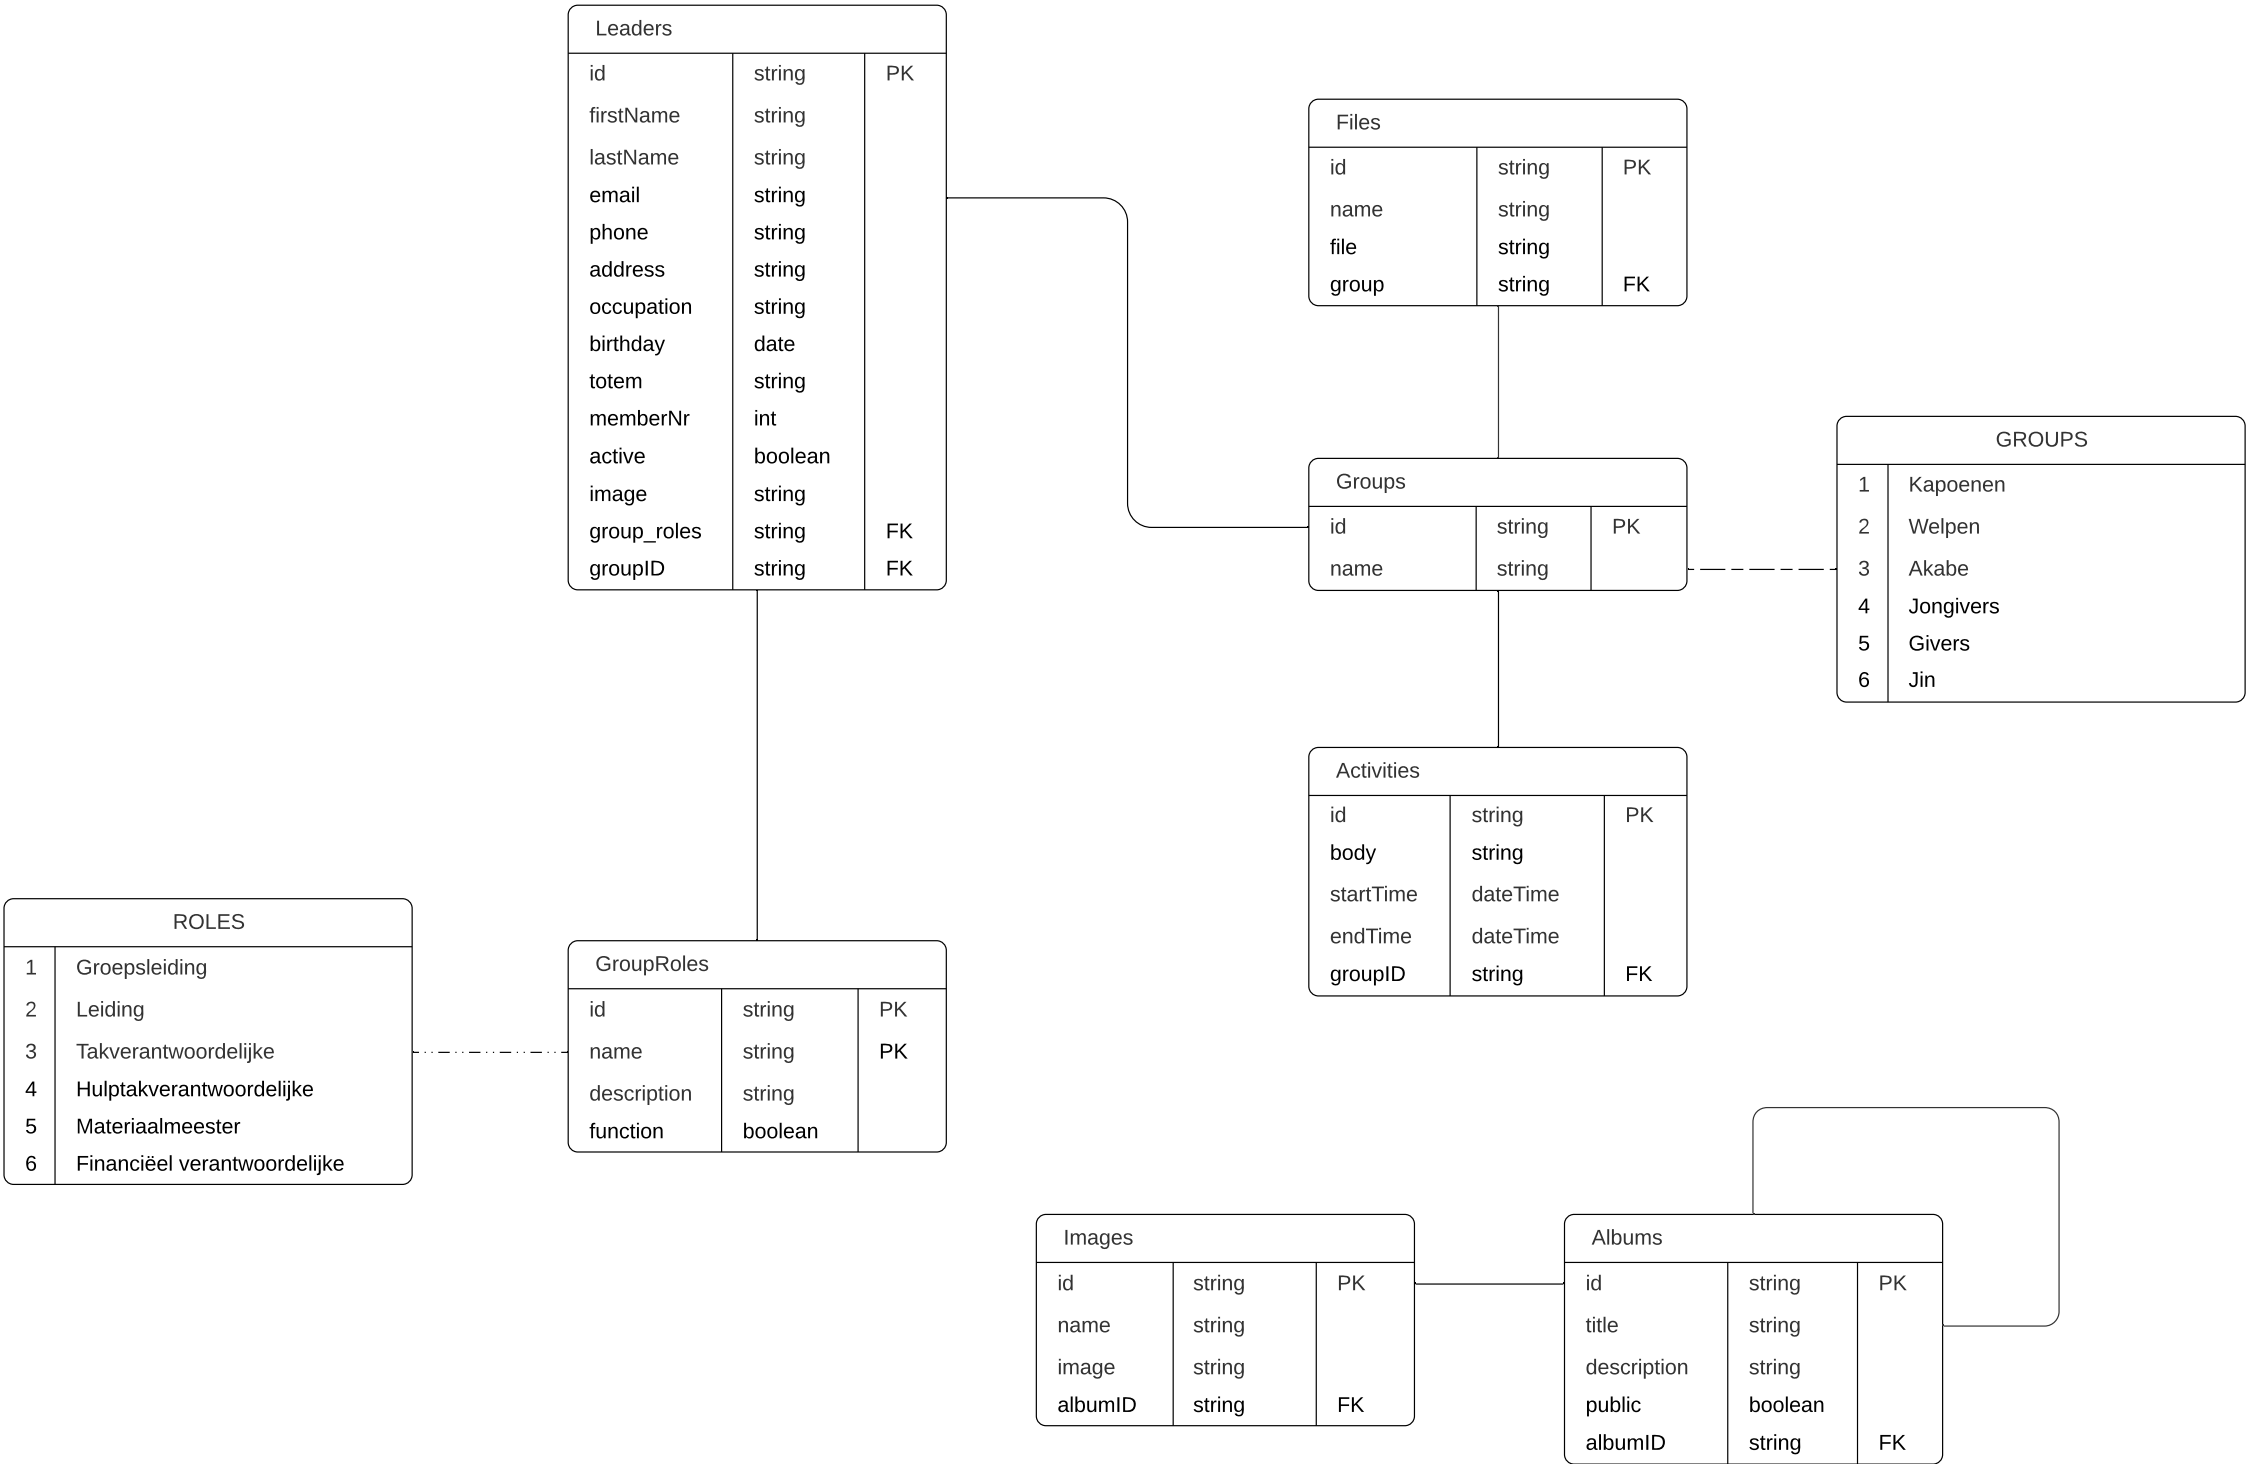 Leaders
id string PK
firstName string
lastName string
email string
phone string
address string
occupation string
birthday date
totem string
memberNr int
active boolean
image string
group_roles string FK
groupID string FK
Files
id string PK
name string
file string
group string FK
Groups
id string PK
name string
GROUPS
1 Kapoenen
2 Welpen
3 Akabe
4 Jongivers
5 Givers
6 Jin
Activities
id string PK
body string
startTime dateTime
endTime dateTime
groupID string FK
ROLES
1 Groepsleiding
2 Leiding
3 Takverantwoordelijke
4 Hulptakverantwoordelijke
5 Materiaalmeester
6 Financiëel verantwoordelijke
GroupRoles
id string PK
name string PK
description string
function boolean
Images
id string PK
name string
image string
albumID string FK
Albums
id string PK
title string
description string
public boolean
albumID string FK